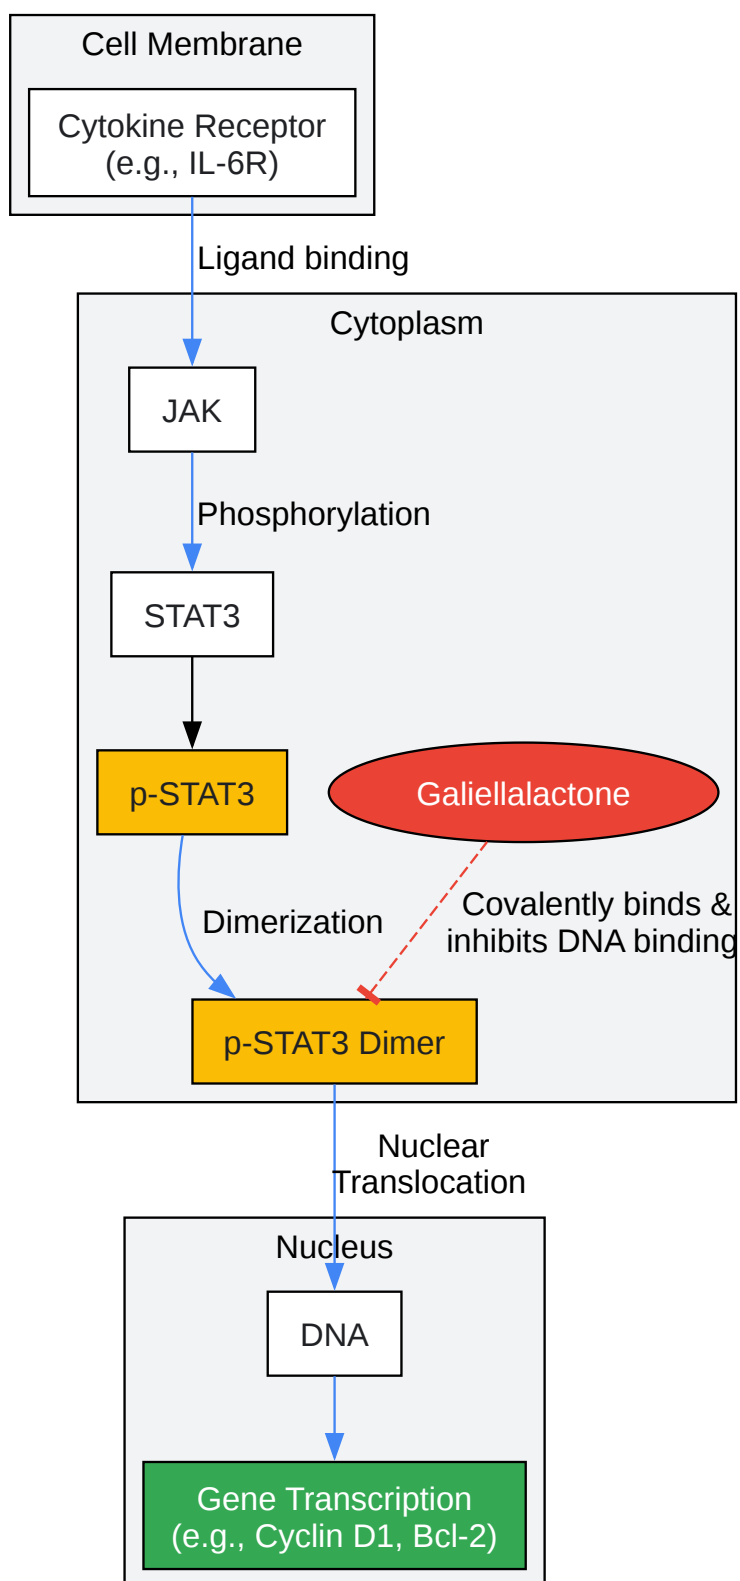 Cell Membrane
Cytokine Receptor
(e.g., IL-6R)
Ligand binding
Cytoplasm
JAK
Phosphorylation
STAT3
p-STAT3
Galiellalactone
Dimerization
Covalently binds &
inhibits DNA binding
p-STAT3 Dimer
Nuclear
Translocation
Nucleus
DNA
Gene Transcription
(e.g., Cyclin D1, Bcl-2)